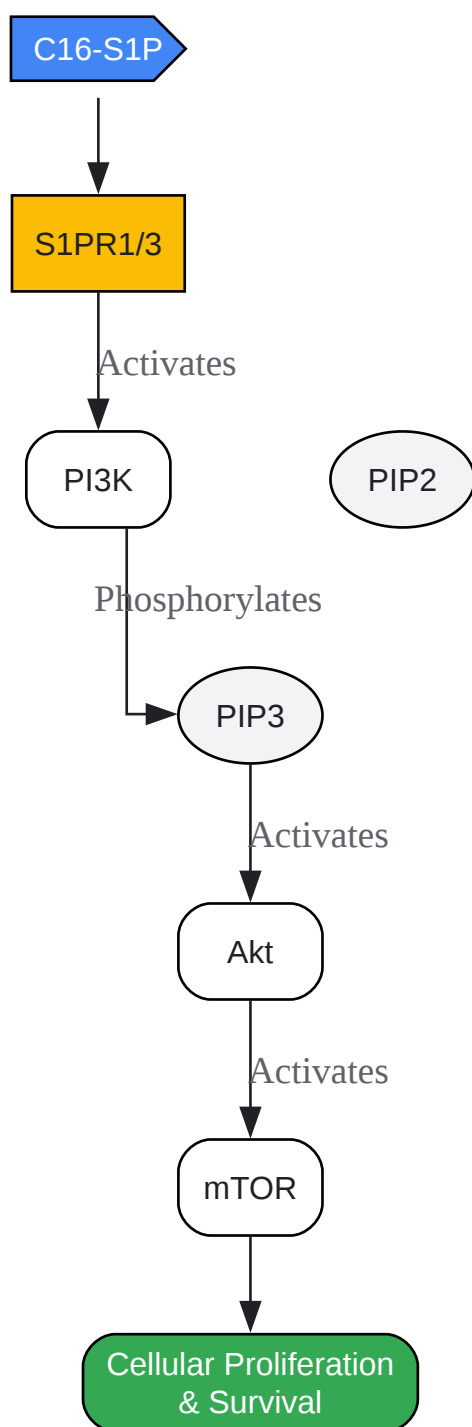 C16-S1P
S1PR1/3
Activates
PI3K
PIP2
Phosphorylates
PIP3
Activates
Akt
Activates
mTOR
Cellular Proliferation
& Survival